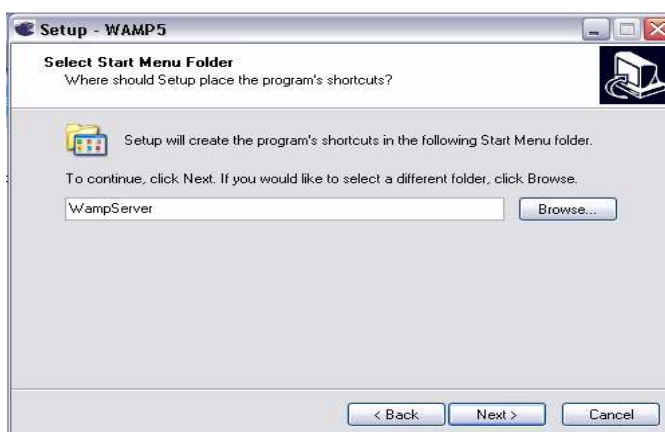 Setup - WAMP5
Select Start Menu Folder
Where should Setup place the program's shortcuts?
Setup will create the program's shortcuts in the following Start Menu folder.
To continue, click Next. If you would like to select a different folder, click Browse.
WampServer
Browse...
< Back
Next >
Cancel